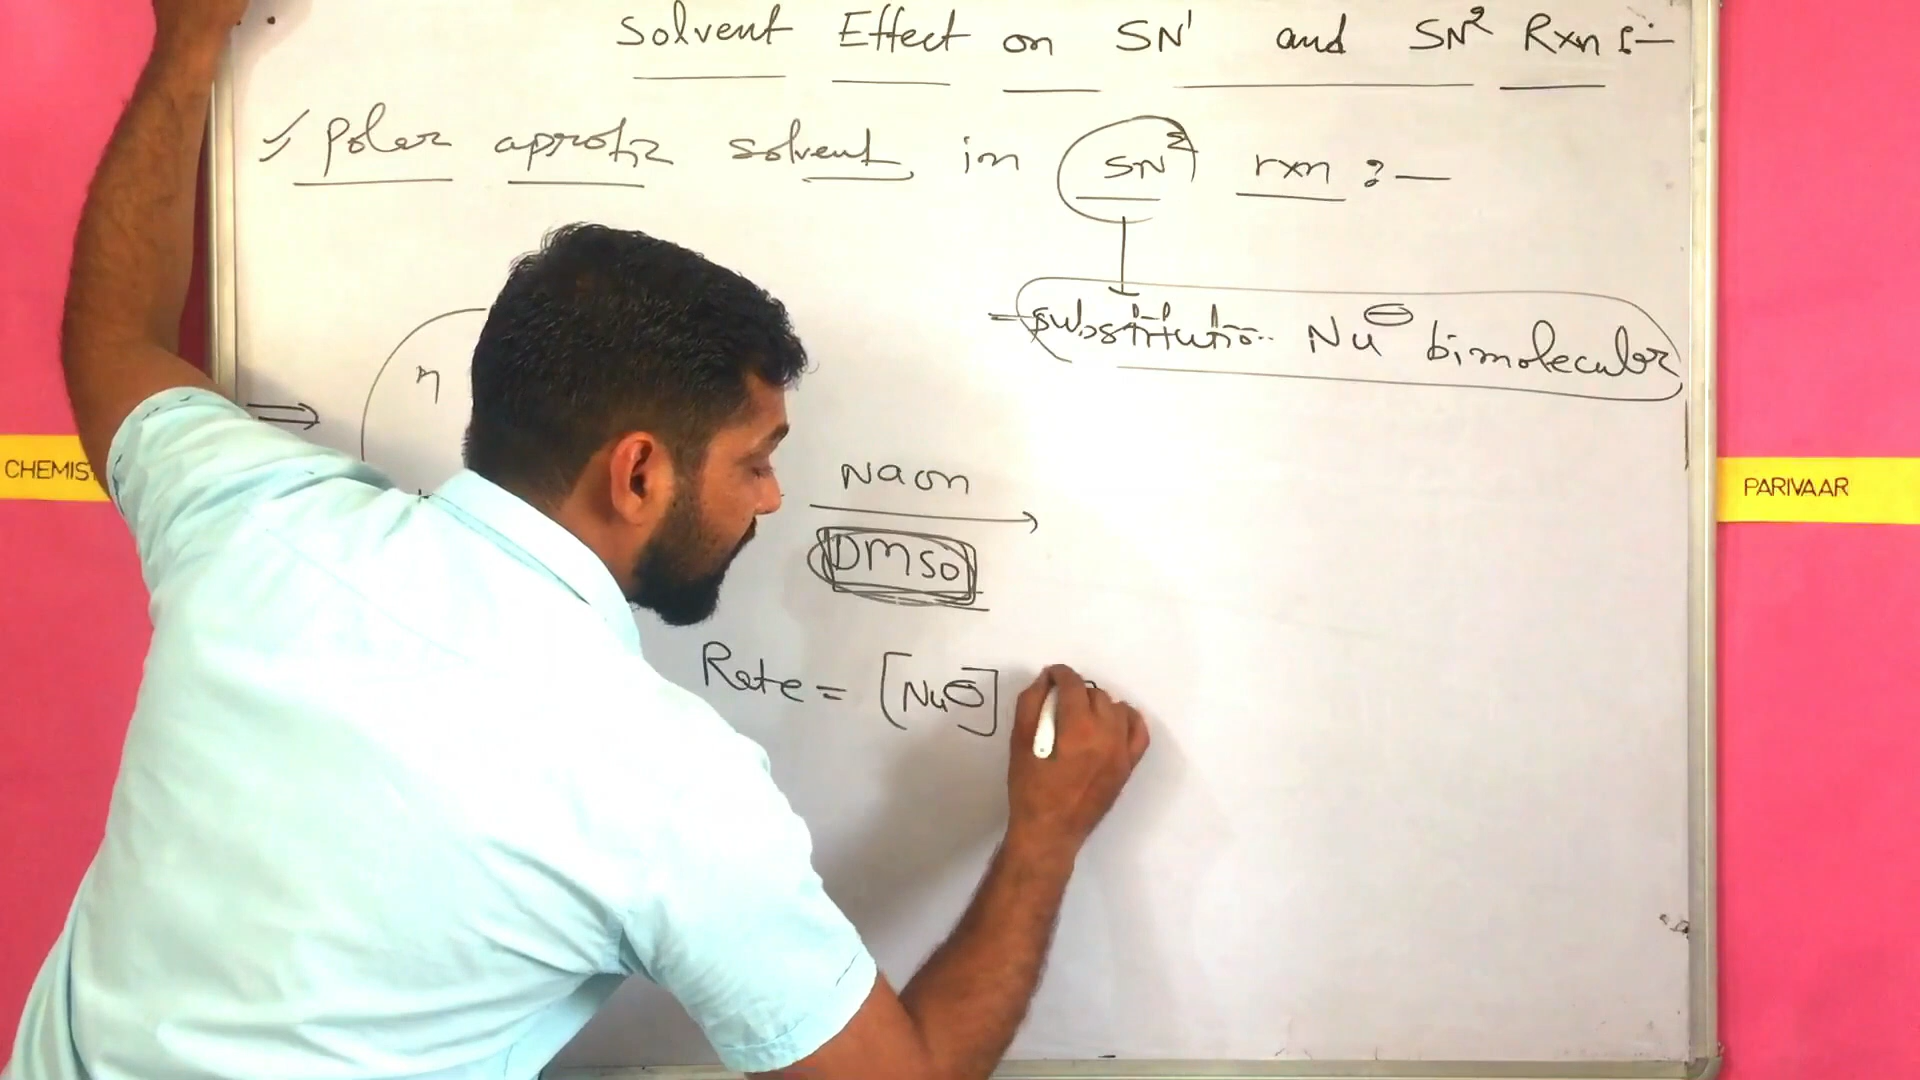 Solvent Effect on SN¹ and SN² Rxn :-
Polar aprotic solvent in SN² rxn :-
substitution Nu⊖ bimolecular
NaOH
DMSO
CHEMIS
PARIVAAR
Rate = [Nu⊖]